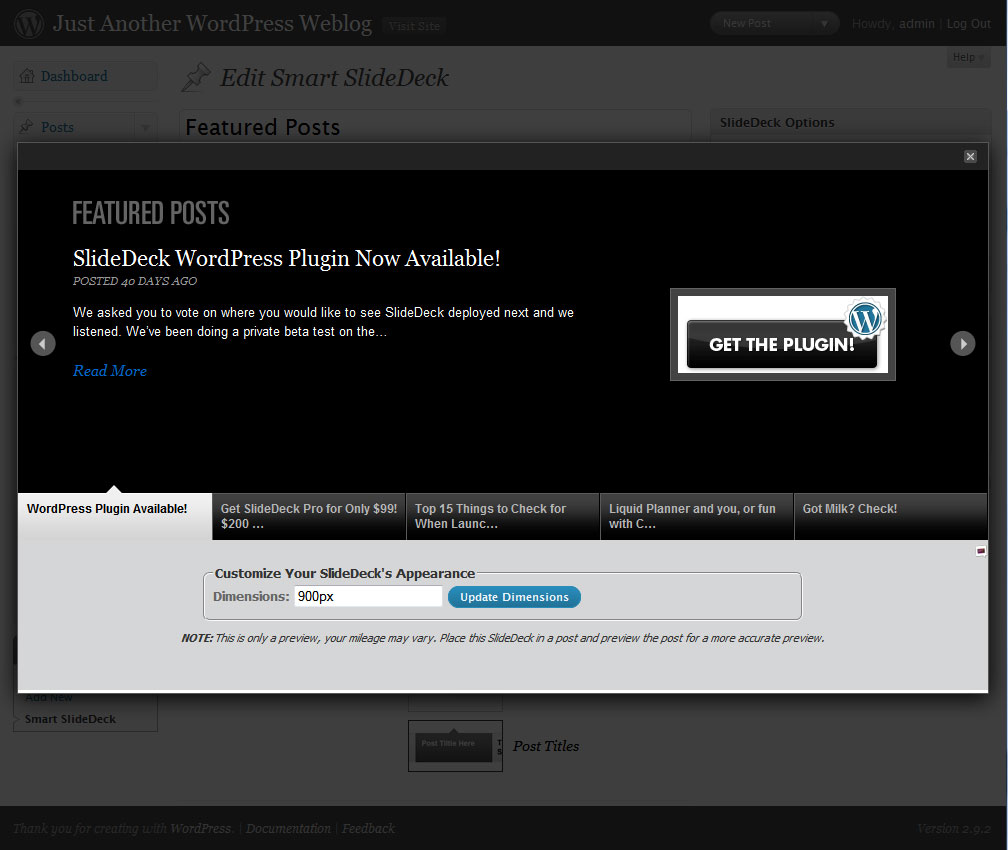 Just Another WordPress Weblog
Visit Site
New Post
Howdy, admin | Log Out
Help
Dashboard
Edit Smart SlideDeck
Posts
Featured Posts
SlideDeck Options
FEATURED POSTS
SlideDeck WordPress Plugin Now Available!
POSTED 40 DAYS AGO
We asked you to vote on where you would like to see SlideDeck deployed next and we
listened. We've been doing a private beta test on the…
Read More
GET THE PLUGIN!
WordPress Plugin Available!
Get SlideDeck Pro for Only $99!
$200 …
Top 15 Things to Check for
When Launc…
Liquid Planner and you, or fun
with C…
Got Milk? Check!
Customize Your SlideDeck's Appearance
Dimensions: 900px Update Dimensions
NOTE: This is only a preview, your mileage may vary. Place this SlideDeck in a post and preview the post for a more accurate preview.
Add New
Smart SlideDeck
Post Title Here
T
S
Post Titles
Thank you for creating with WordPress. | Documentation | Feedback
Version 2.9.2